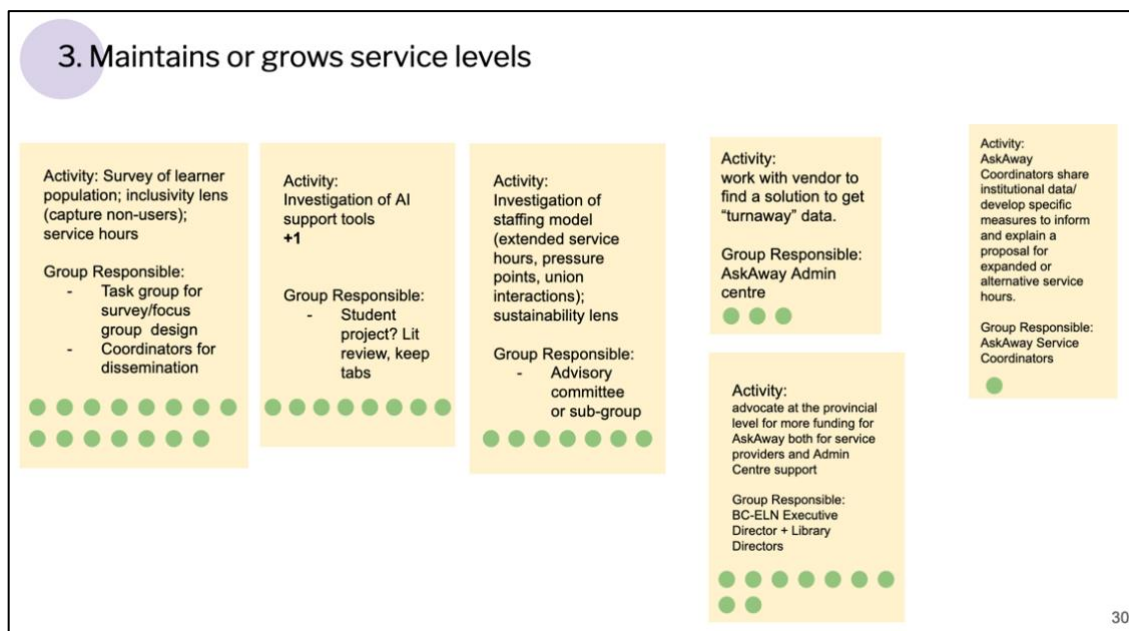 3. Maintains or grows service levels
Activity: Survey of learner
population; inclusivity lens
(capture non-users);
service hours
Group Responsible:
- Task group for
survey/focus
group design
- Coordinators for
dissemination
Activity:
Investigation of AI
support tools
+1
Group Responsible:
- Student
project? Lit
review, keep
tabs
Activity:
Investigation of
staffing model
(extended service
hours, pressure
points, union
interactions);
sustainability lens
Group Responsible:
- Advisory
committee
or sub-group
Activity:
work with vendor to
find a solution to get
“turnaway” data.
Group Responsible:
AskAway Admin
centre
Activity:
advocate at the provincial
level for more funding for
AskAway both for service
providers and Admin
Centre support
Group Responsible:
BC-ELN Executive
Director + Library
Directors
Activity:
AskAway
Coordinators share
institutional data/
develop specific
measures to inform
and explain a
proposal for
expanded or
alternative service
hours.
Group Responsible:
AskAway Service
Coordinators
30